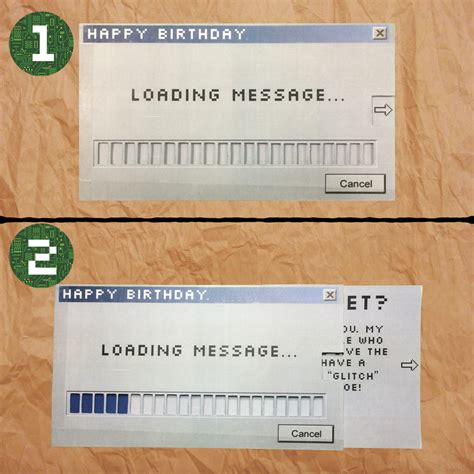 1
HAPPY BIRTHDAY
LOADING MESSAGE...
Cancel
2
HAPPY BIRTHDAY
LOADING MESSAGE...
Cancel
ET?
OU. MY
E WHO
VE THE
HAVE A
"GLITCH"
OE!